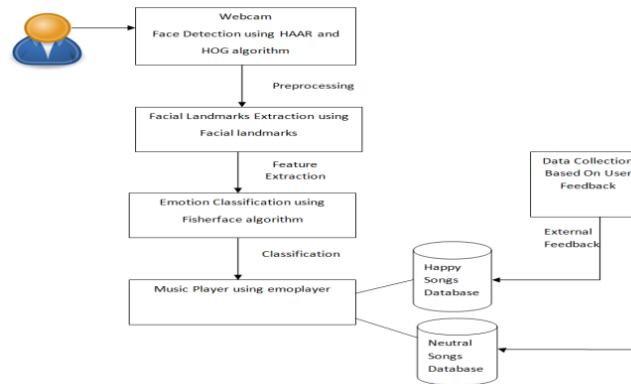 Webcam
Face Detection using HAAR and
HOG algorithm
Preprocessing
Facial Landmarks Extraction using
Facial landmarks
Feature
Extraction
Emotion Classification using
Fisherface algorithm
Classification
Music Player using emoplayer
Data Collection
Based On User
Feedback
External
Feedback
Happy
Songs
Database
Neutral
Songs
Database